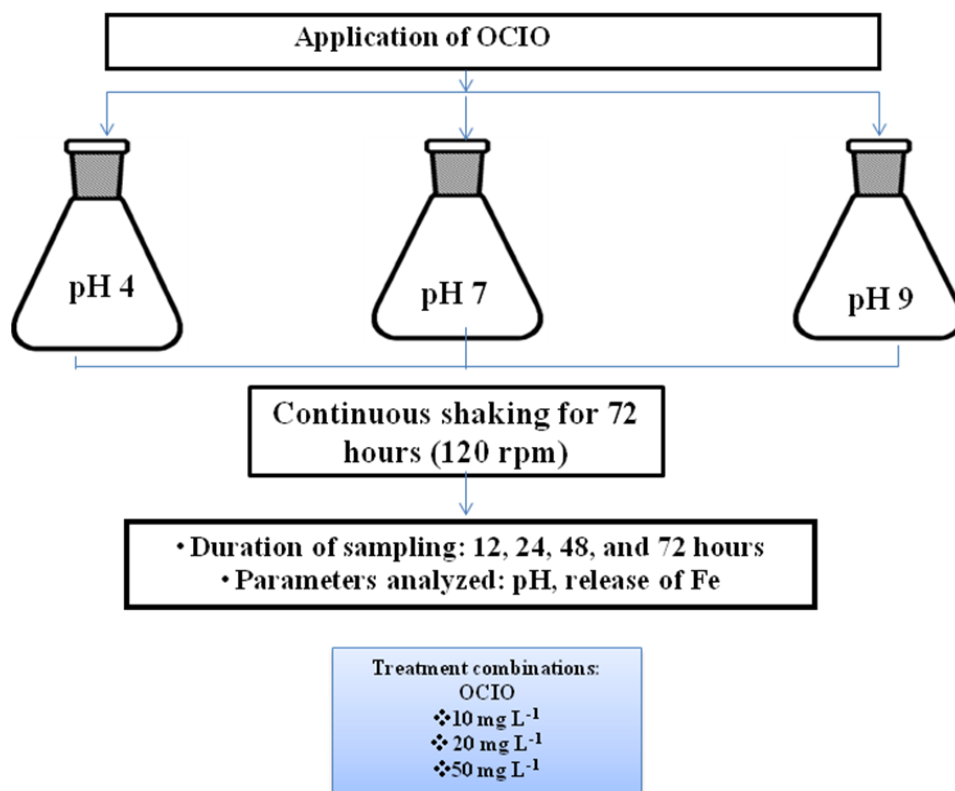 Application of OCIO
pH 4
pH 7
pH 9
Continuous shaking for 72
hours (120 rpm)
• Duration of sampling: 12, 24, 48, and 72 hours
• Parameters analyzed: pH, release of Fe
Treatment combinations:
OCIO
❖10 mg L⁻¹
❖ 20 mg L⁻¹
❖50 mg L⁻¹